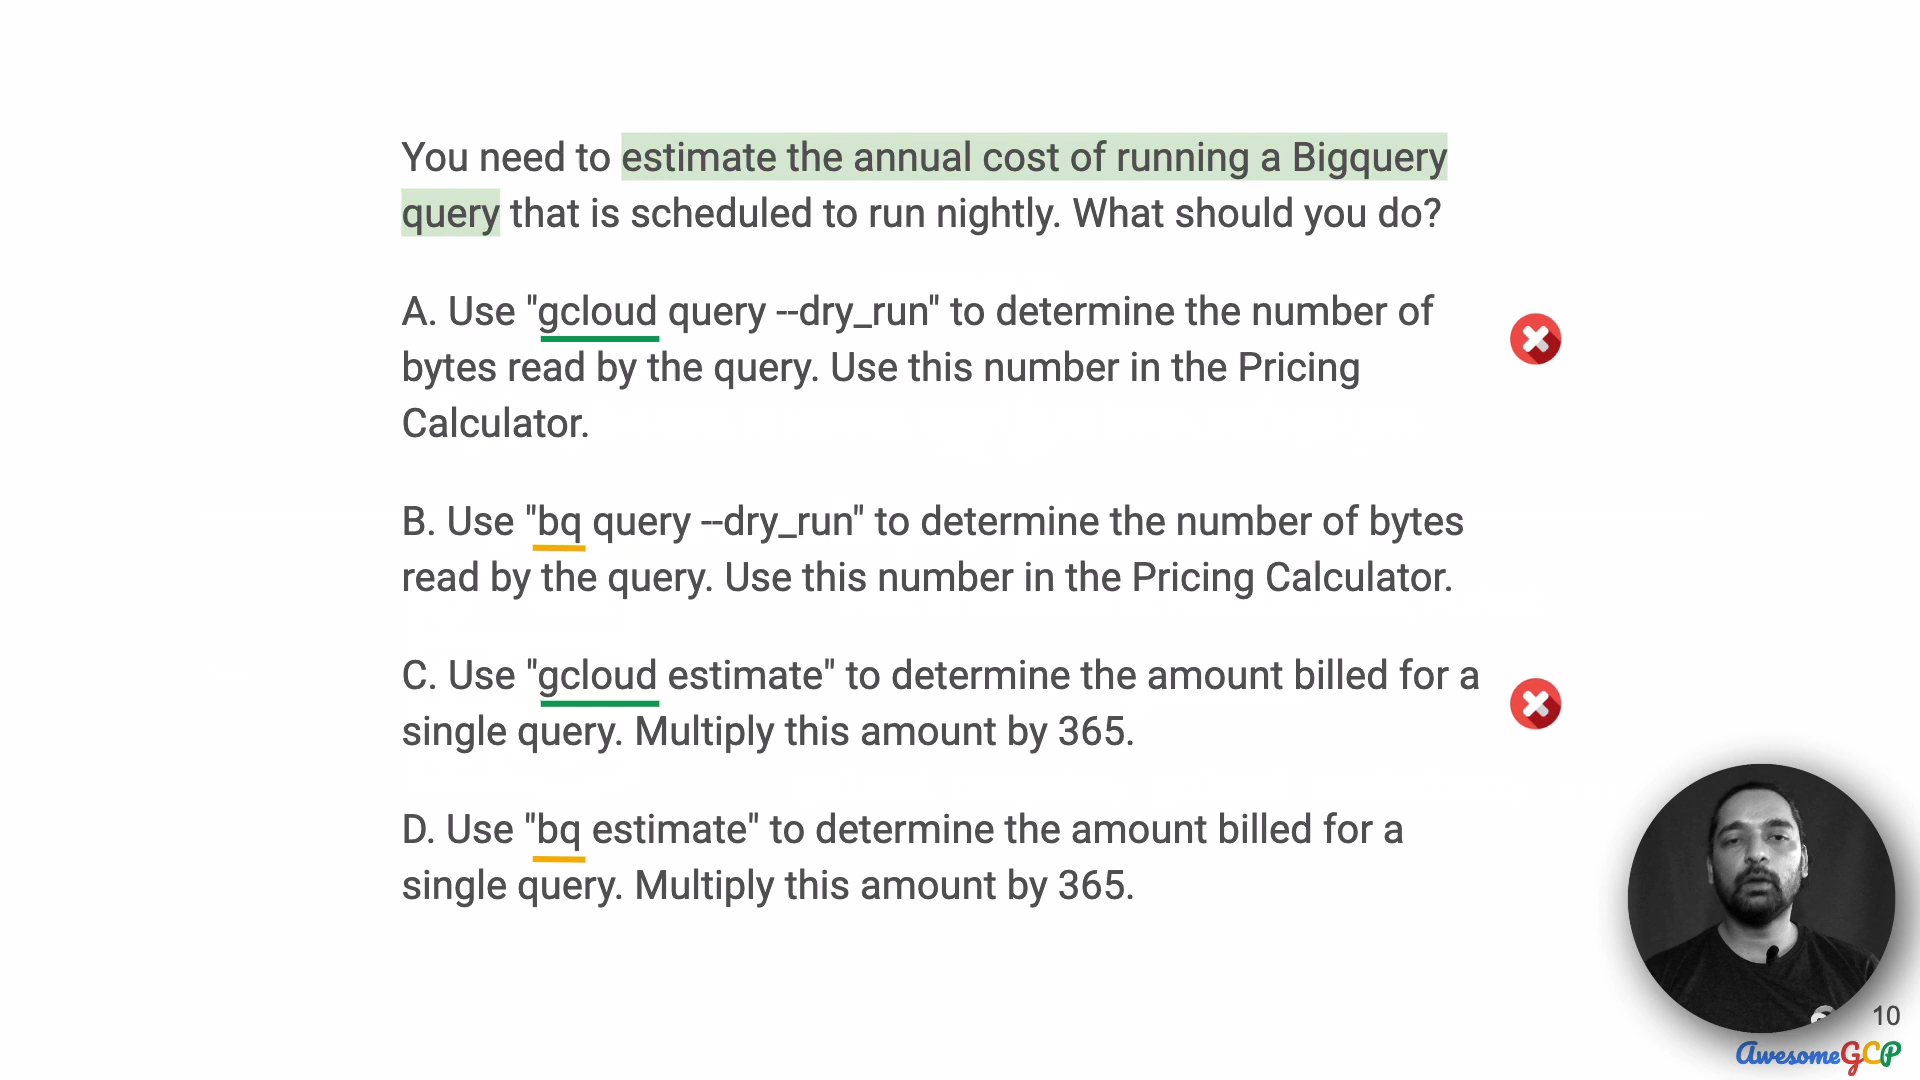 You need to estimate the annual cost of running a Bigquery
query that is scheduled to run nightly. What should you do?
A. Use "gcloud query --dry_run" to determine the number of
bytes read by the query. Use this number in the Pricing
Calculator.
B. Use "bq query --dry_run" to determine the number of bytes
read by the query. Use this number in the Pricing Calculator.
C. Use "gcloud estimate" to determine the amount billed for a
single query. Multiply this amount by 365.
D. Use "bq estimate" to determine the amount billed for a
single query. Multiply this amount by 365.
10
AwesomeGCP